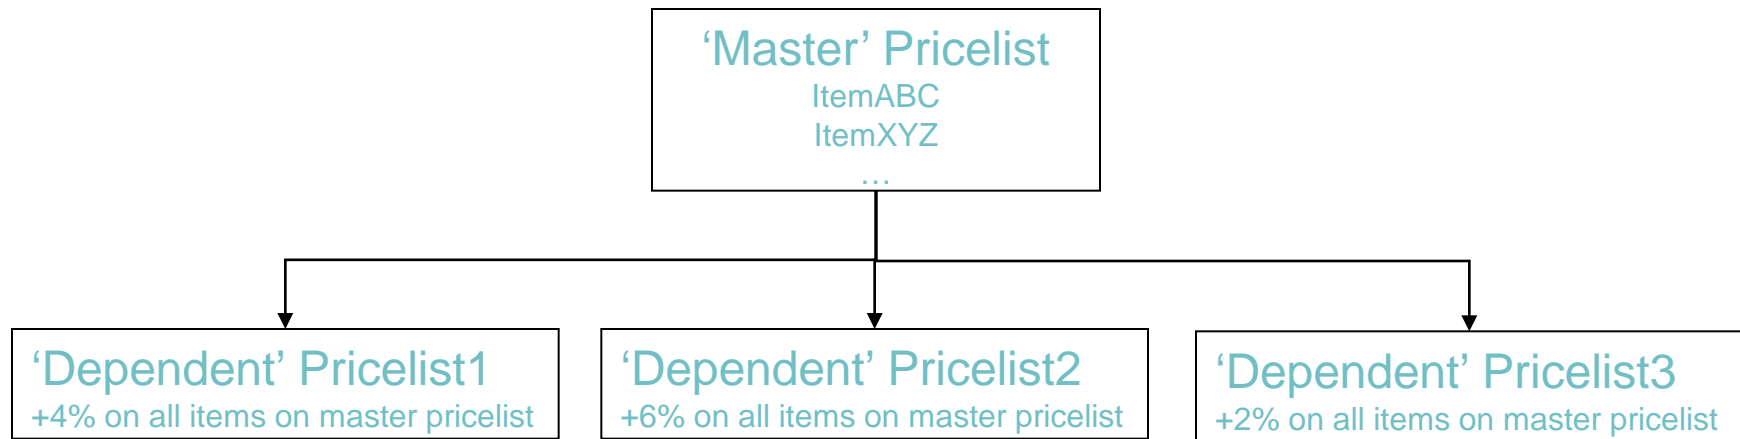 ‘Master’ Pricelist
ItemABC
ItemXYZ
…
‘Dependent’ Pricelist1
+4% on all items on master pricelist
‘Dependent’ Pricelist2
+6% on all items on master pricelist
‘Dependent’ Pricelist3
+2% on all items on master pricelist